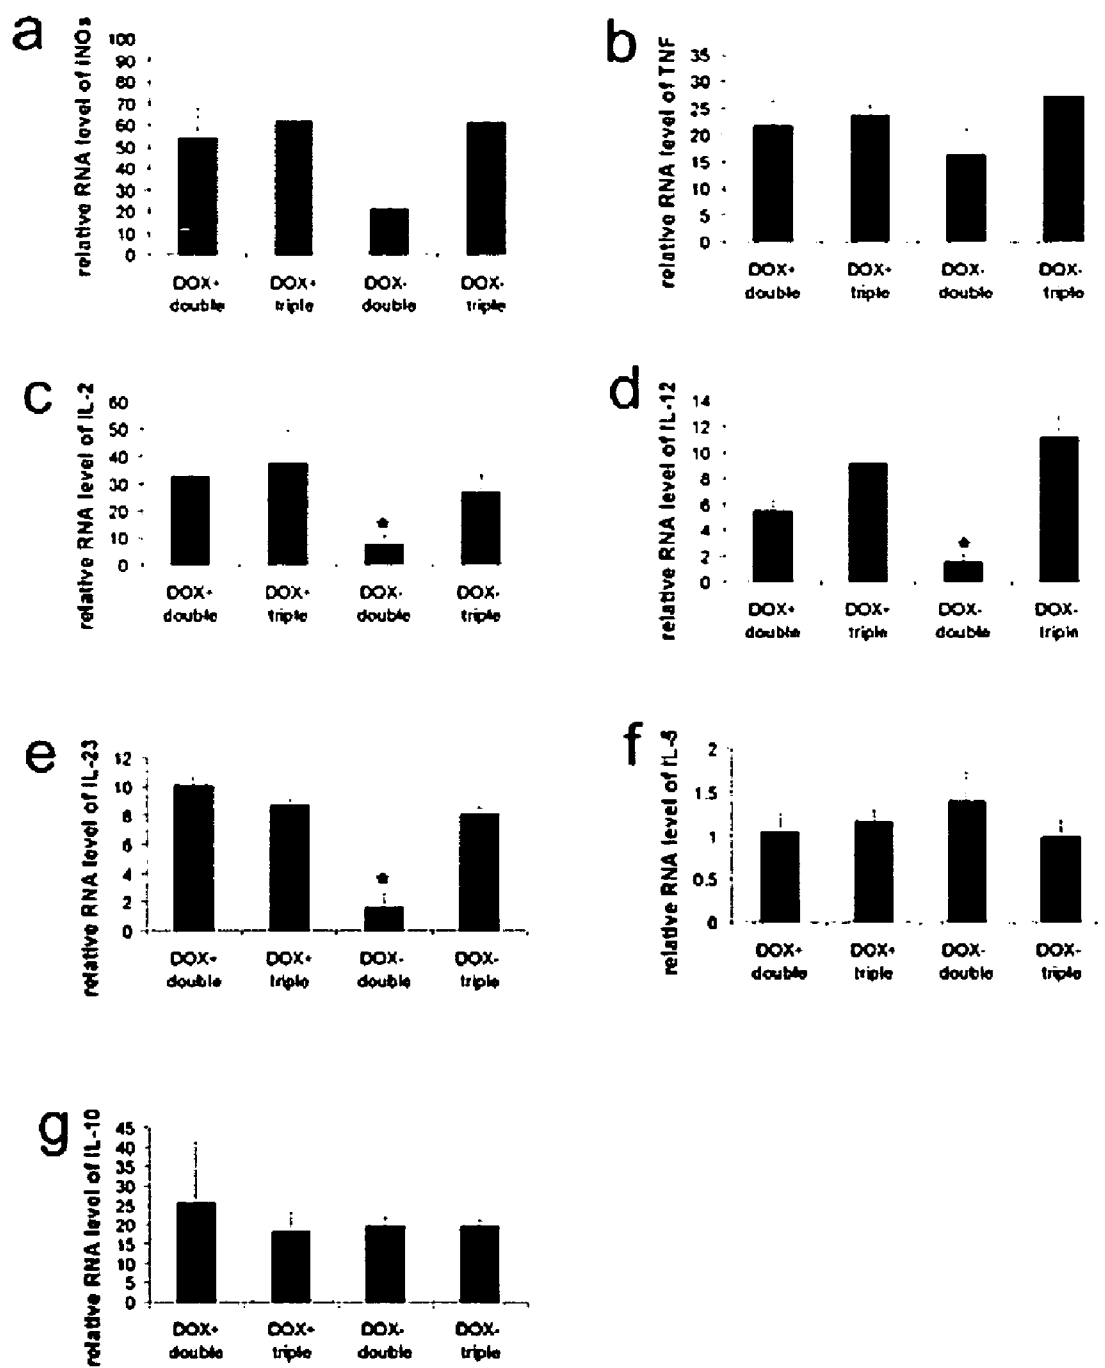 a
relative RNA level of iNOs
100
90
80
70
60
50
40
30
20
10
0
DOX+ double
DOX+ triple
DOX- double
DOX- triple
b
relative RNA level of TNF
35
30
25
20
15
10
5
0
DOX+ double
DOX+ triple
DOX- double
DOX- triple
c
relative RNA level of IL-2
60
50
40
30
20
10
0
DOX+ double
DOX+ triple
DOX- double
DOX- triple
d
relative RNA level of IL-12
14
12
10
8
6
4
2
0
DOX+ double
DOX+ triple
DOX- double
DOX- triple
e
relative RNA level of IL-23
12
10
8
6
4
2
0
DOX+ double
DOX+ triple
DOX- double
DOX- triple
f
relative RNA level of IL-5
2
1.5
1
0.5
0
DOX+ double
DOX+ triple
DOX- double
DOX- triple
g
relative RNA level of IL-10
45
40
35
30
25
20
15
10
5
0
DOX+ double
DOX+ triple
DOX- double
DOX- triple